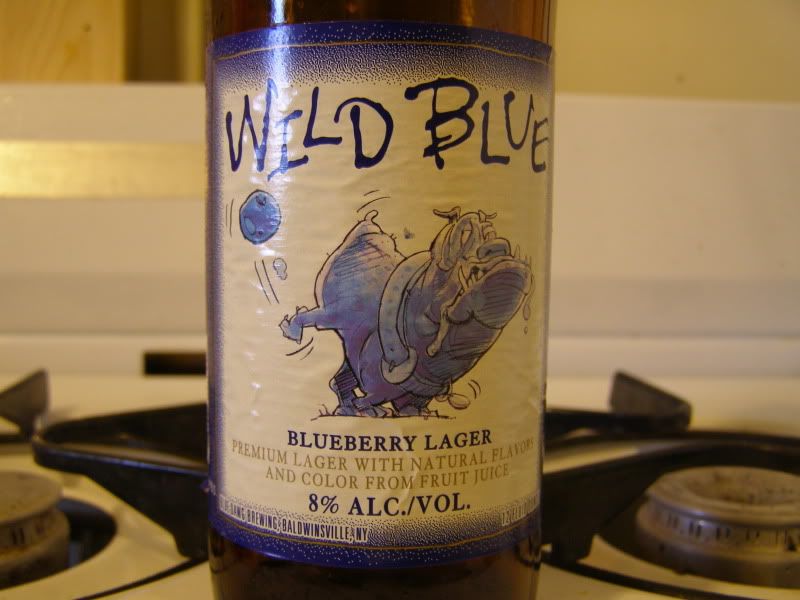 WILD BLUE
BLUEBERRY LAGER
PREMIUM LAGER WITH NATURAL FLAVORS
AND COLOR FROM FRUIT JUICE
8% ALC./VOL.
BREWING, BALDWINSVILLE, NY